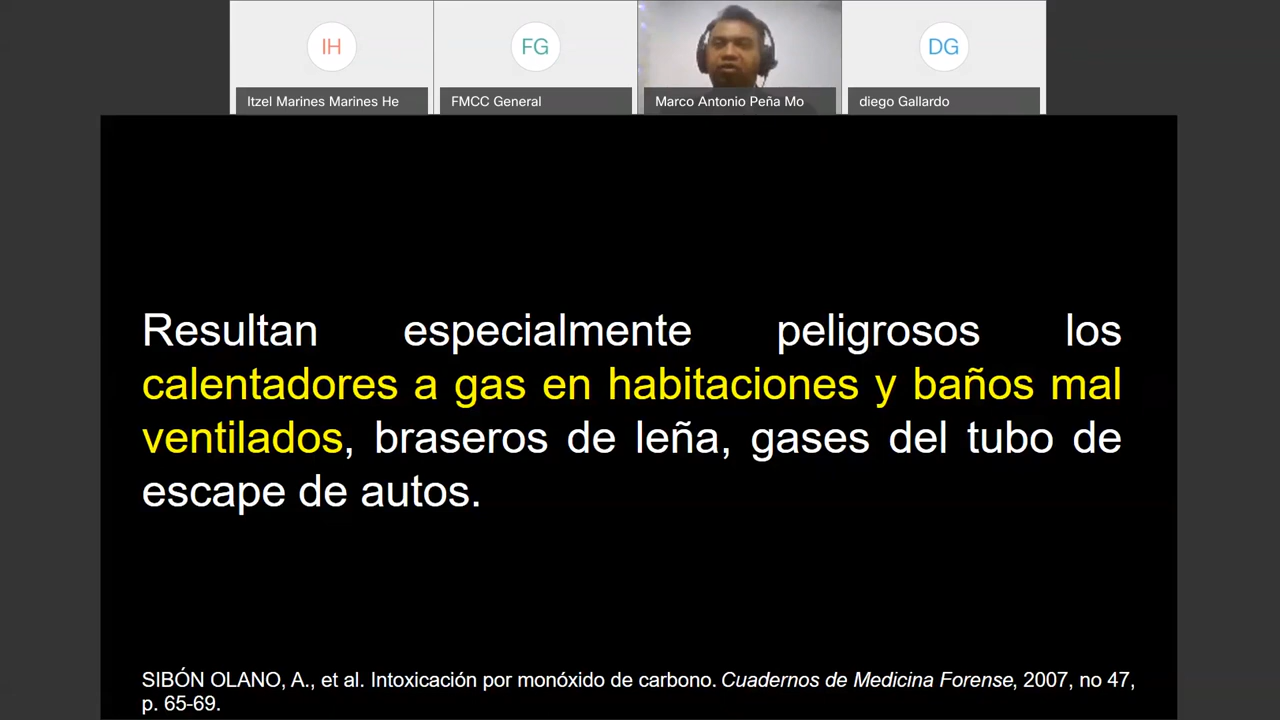 IH
FG
DG
Itzel Marines Marines He
FMCC General
Marco Antonio Peña Mo
diego Gallardo
Resultan especialmente peligrosos los
calentadores a gas en habitaciones y baños mal
ventilados, braseros de leña, gases del tubo de
escape de autos.
SIBÓN OLANO, A., et al. Intoxicación por monóxido de carbono. Cuadernos de Medicina Forense, 2007, no 47,
p. 65-69.